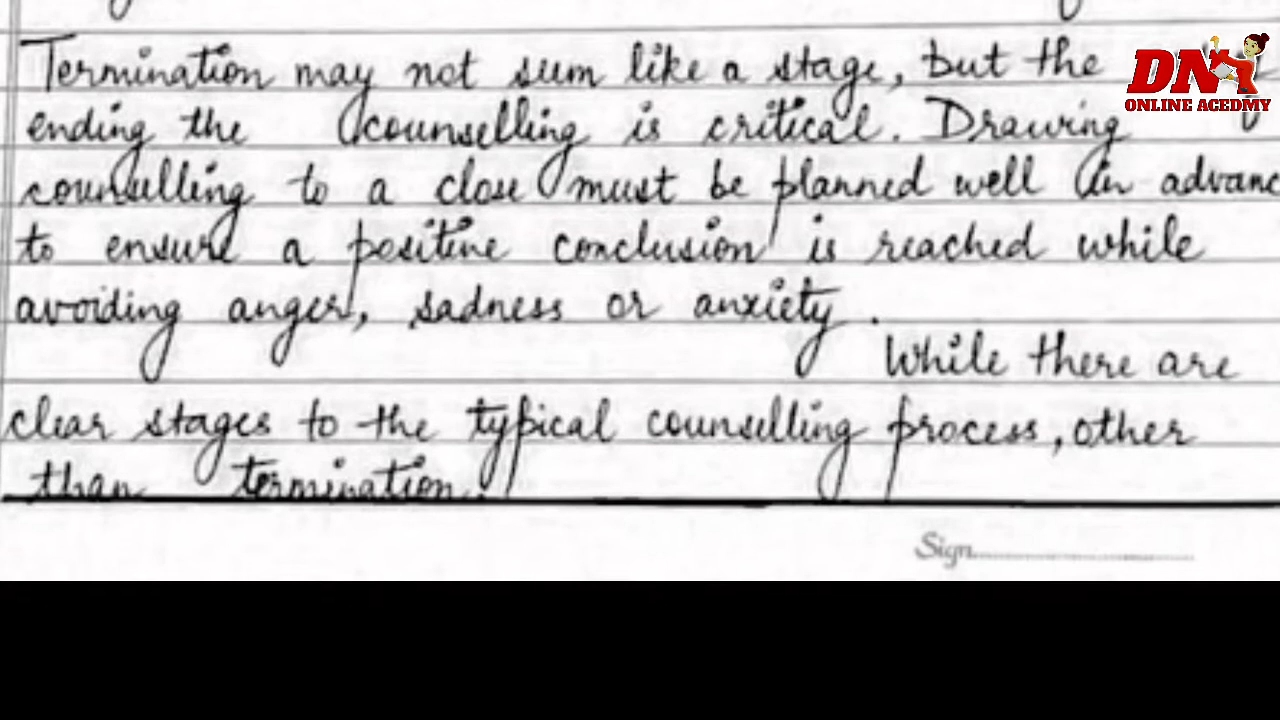 Termination may not seem like a stage, but the
ending the counselling is critical. Drawing
counselling to a close must be planned well in advanc
to ensure a positive conclusion is reached while
avoiding anger, sadness or anxiety.
While there are
clear stages to the typical counselling process, other
than termination.
Sign
DN
ONLINE ACEDMY